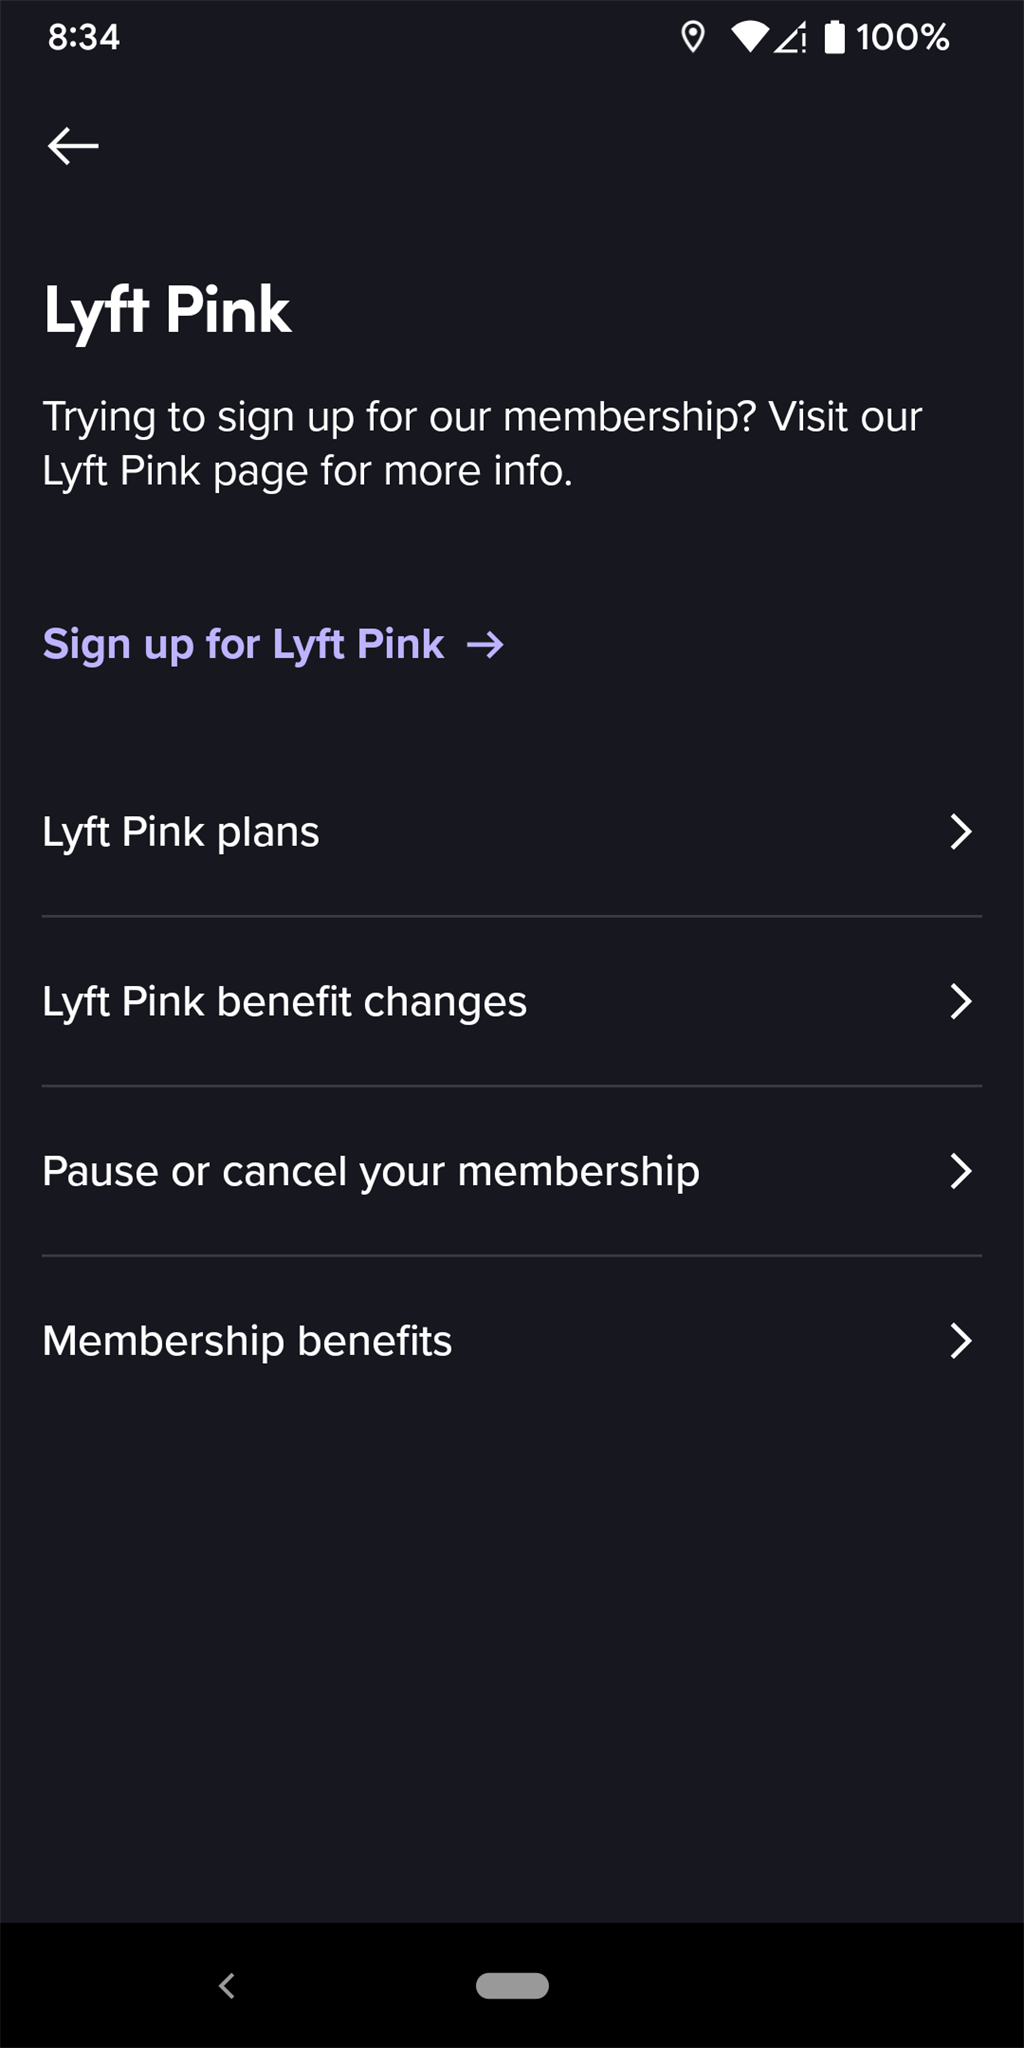 8:34
100%
Lyft Pink
Trying to sign up for our membership? Visit our
Lyft Pink page for more info.
Sign up for Lyft Pink →
Lyft Pink plans
Lyft Pink benefit changes
Pause or cancel your membership
Membership benefits